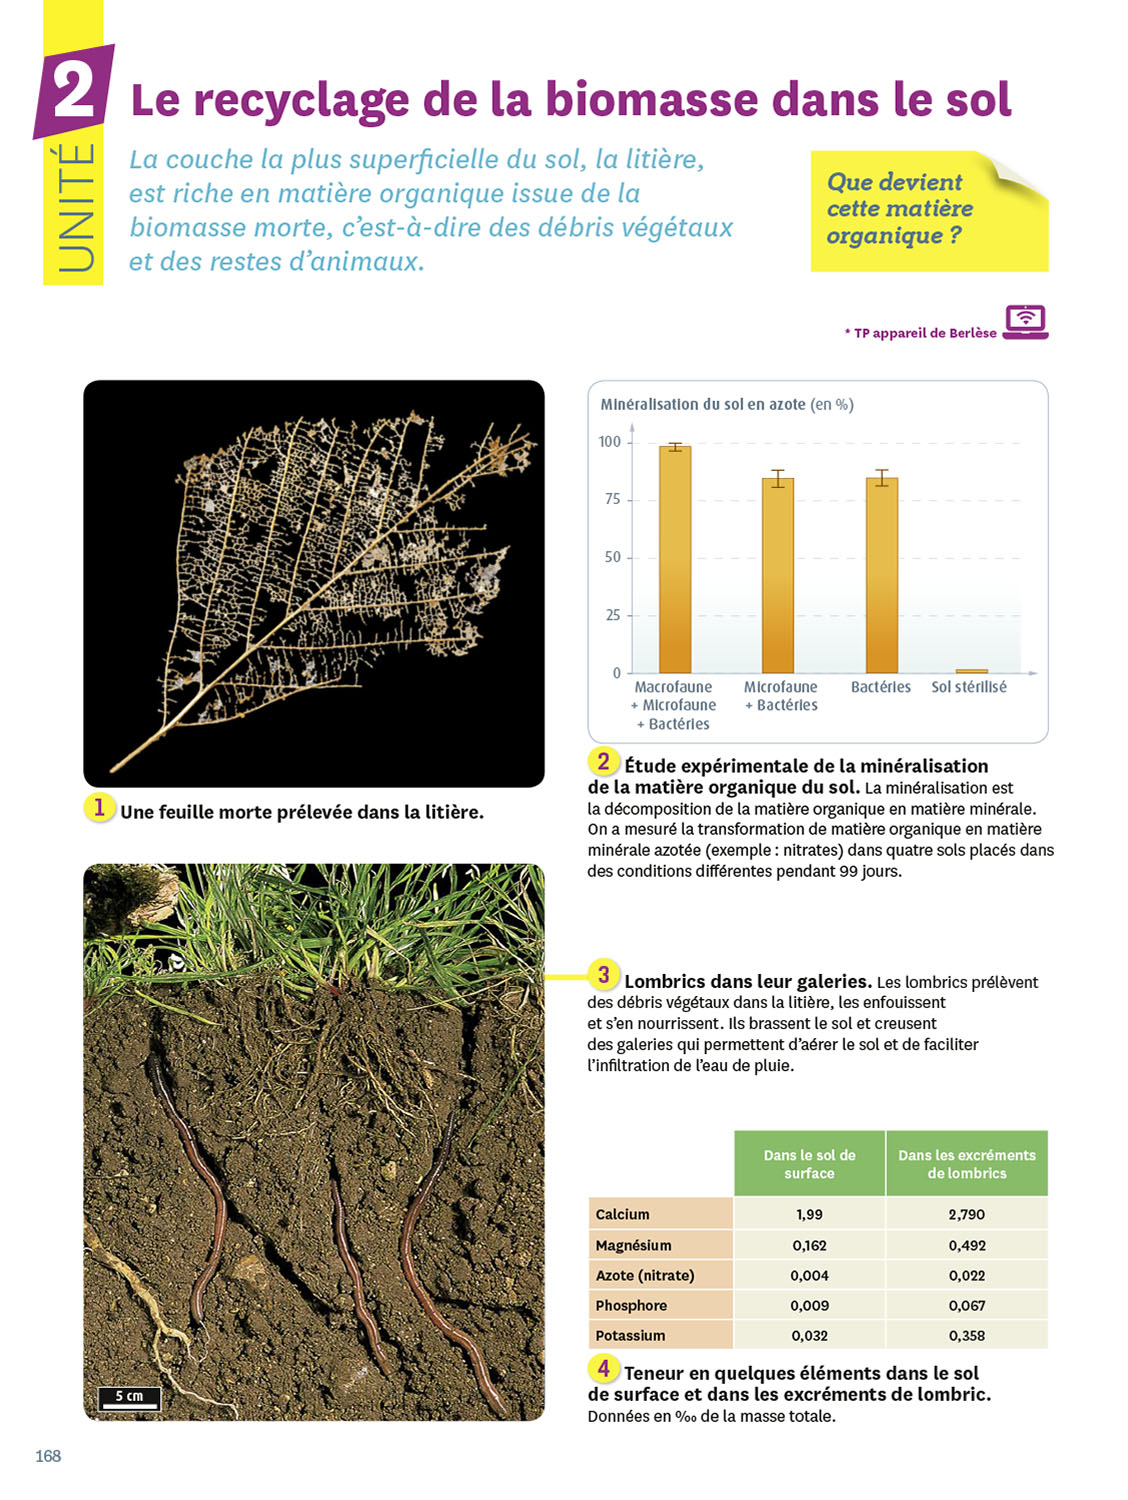 UNITÉ
2
Le recyclage de la biomasse dans le sol
La couche la plus superficielle du sol, la litière,
est riche en matière organique issue de la
biomasse morte, c'est-à-dire des débris végétaux
et des restes d'animaux.
Que devient
cette matière
organique ?
* TP appareil de Berlèse
1 Une feuille morte prélevée dans la litière.
Minéralisation du sol en azote (en %)
100
75
50
25
0
Macrofaune
+ Microfaune
+ Bactéries
Microfaune
+ Bactéries
Bactéries
Sol stérilisé
2 Étude expérimentale de la minéralisation
de la matière organique du sol. La minéralisation est
la décomposition de la matière organique en matière minérale.
On a mesuré la transformation de matière organique en matière
minérale azotée (exemple : nitrates) dans quatre sols placés dans
des conditions différentes pendant 99 jours.
5 cm
3 Lombrics dans leur galeries. Les lombrics prélèvent
des débris végétaux dans la litière, les enfouissent
et s'en nourrissent. Ils brassent le sol et creusent
des galeries qui permettent d'aérer le sol et de faciliter
l'infiltration de l'eau de pluie.
Dans le sol de
surface
Dans les excréments
de lombrics
Calcium 1,99 2,790
Magnésium 0,162 0,492
Azote (nitrate) 0,004 0,022
Phosphore 0,009 0,067
Potassium 0,032 0,358
4 Teneur en quelques éléments dans le sol
de surface et dans les excréments de lombric.
Données en ‰ de la masse totale.
168